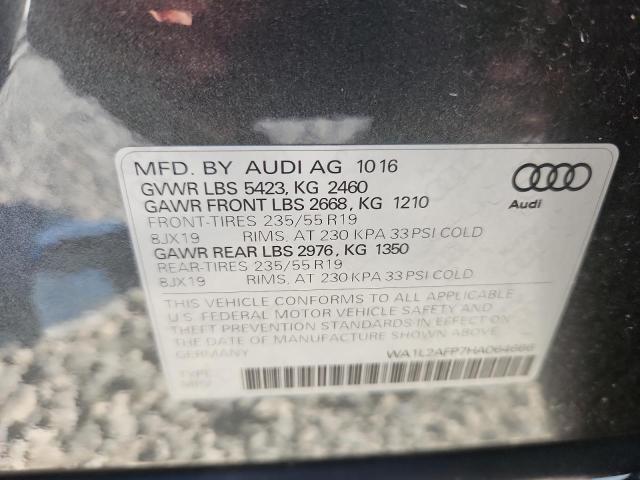 MFD. BY AUDI AG 10 16
GVWR LBS 5423, KG 2460
GAWR FRONT LBS 2668, KG 1210
FRONT-TIRES 235/55 R19
8JX19 RIMS, AT 230 KPA 33 PSI COLD
GAWR REAR LBS 2976, KG 1350
REAR-TIRES 235/55 R19
8JX19 RIMS, AT 230 KPA 33 PSI COLD
THIS VEHICLE CONFORMS TO ALL APPLICABLE
U.S. FEDERAL MOTOR VEHICLE SAFETY AND
THEFT PREVENTION STANDARDS IN EFFECT ON
THE DATE OF MANUFACTURE SHOWN ABOVE.
GERMANY
TYPE:
Audi